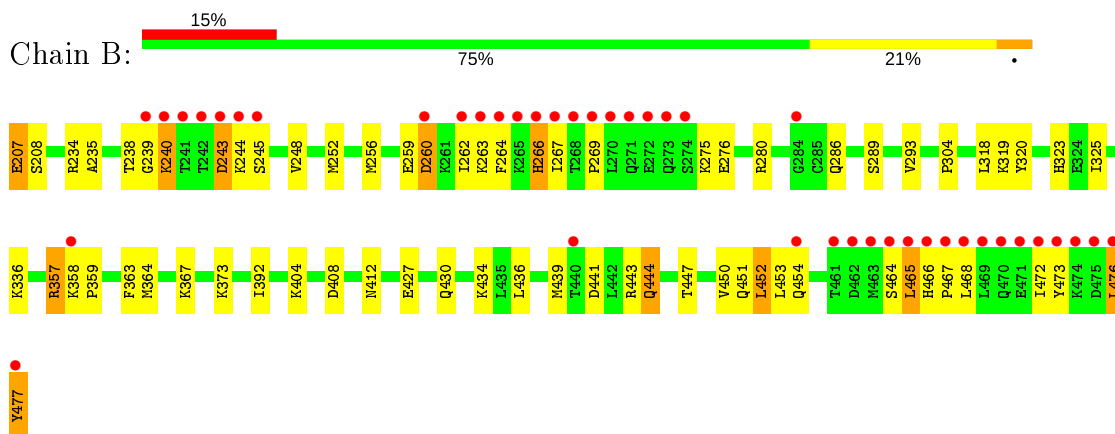 15%
Chain B:
75% 21% •
E207 S208 R234 A235 T238 G239 K240 T241 T242 D243 K244 S245 V248 M252 M256 E259 D260 K261 I262 K263 F264 K265 H266 I267 T268 P269 L270 Q271 E272 Q273 S274 K275 E276 R280 G284 C285 Q286 S289 V293 P304 L318 K319 Y320 H323 E324 I325
K336 R357 K358 P359 F363 M364 K367 K373 I392 K404 D408 N412 E427 Q430 K434 L435 L436 M439 T440 D441 L442 R443 Q444 T447 V450 Q451 L452 L453 Q454 T461 D462 M463 S464 L465 H466 P467 L468 L469 Q470 E471 I472 Y473 K474 D475 L476
Y477